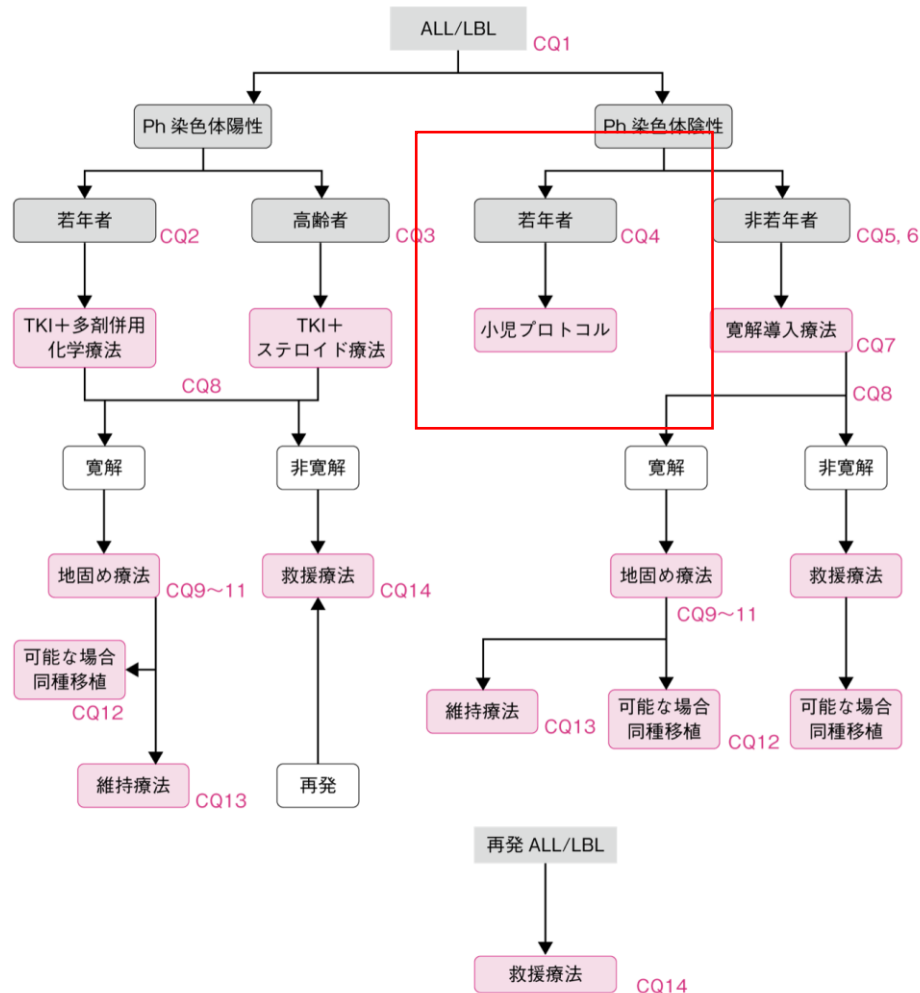 ALL/LBL
CQ1
Ph 染色体陽性
Ph 染色体陰性
若年者
CQ2
高齢者
CQ3
若年者
CQ4
非若年者
CQ5, 6
TKI＋多剤併用
化学療法
TKI＋
ステロイド療法
小児プロトコル
寛解導入療法
CQ7
CQ8
CQ8
寛解
非寛解
寛解
非寛解
地固め療法
CQ9～11
救援療法
CQ14
地固め療法
CQ9～11
救援療法
可能な場合
同種移植
CQ12
維持療法
CQ13
可能な場合
同種移植
CQ12
可能な場合
同種移植
維持療法
CQ13
再発
再発 ALL/LBL
救援療法
CQ14